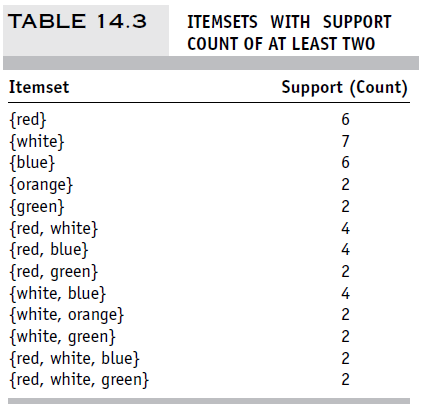 TABLE 14.3 ITEMSETS WITH SUPPORT
COUNT OF AT LEAST TWO
Itemset Support (Count)
{red} 6
{white} 7
{blue} 6
{orange} 2
{green} 2
{red, white} 4
{red, blue} 4
{red, green} 2
{white, blue} 4
{white, orange} 2
{white, green} 2
{red, white, blue} 2
{red, white, green} 2